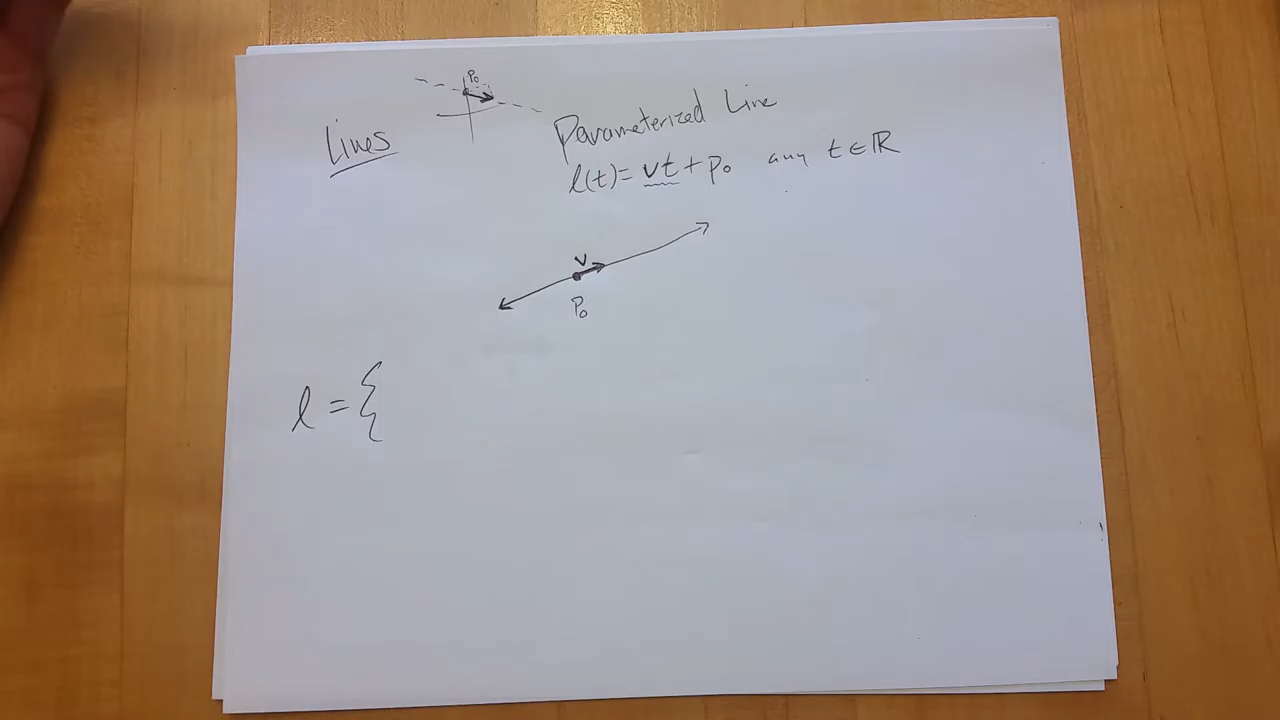 P₀
Lines
Parameterized Line
l(t) = vt + P₀ any t ∈ ℝ
v
P₀
l = {